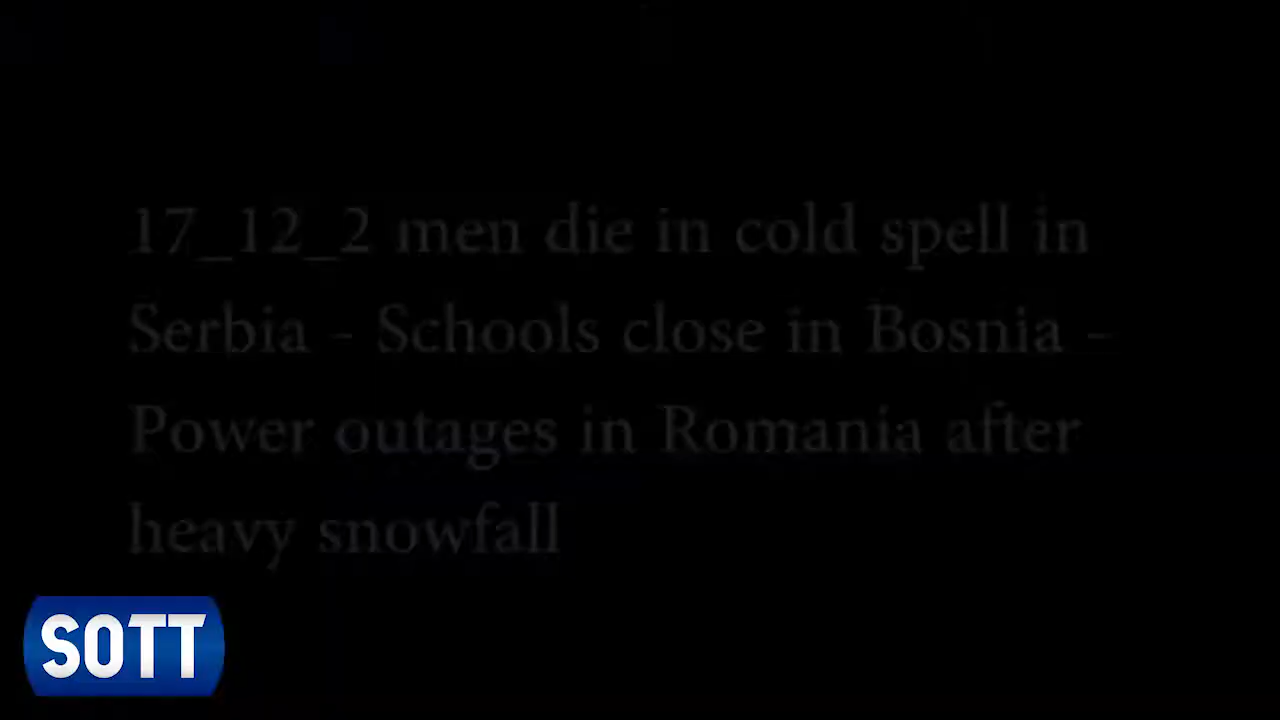 17_12_2 men die in cold spell in
Serbia - Schools close in Bosnia -
Power outages in Romania after
heavy snowfall
SOTT